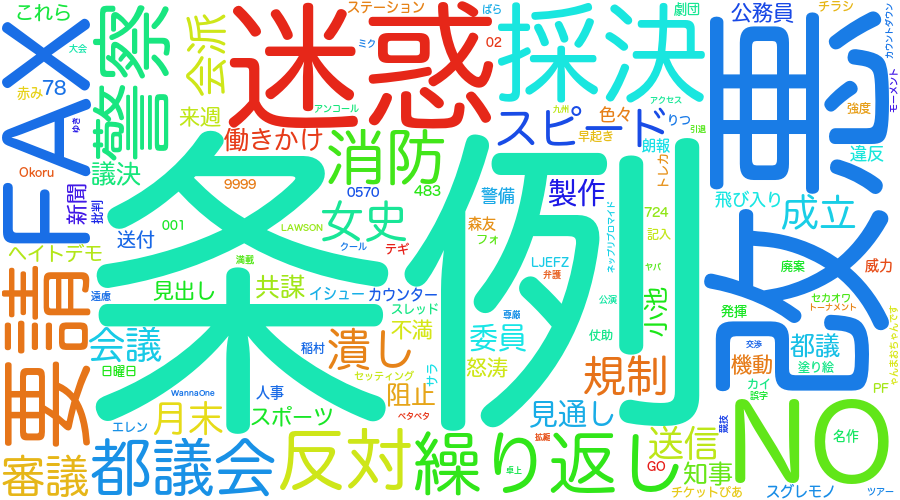 これら
ステーション
ばら
劇団
公務員
チラシ
カウントダウン
大会
FAX
警察
会派
迷惑
ミク
02
採決
アクセス
悪
モーメント
赤み
78
ゆき
来週
アンコール
九州
色々
りつ
強度
早起き
引退
働きかけ
スピード
朗報
違反
Okoru
議決
消防
トレカ
9999
0570
483
警備
製作
飛び入り
新聞
批判
001
女史
森友
724
成立
LAWSON
フォ
ネップリブロマイド
記入
送付
クール
テギ
ヘイトデモ
満載
LJEFZ
弁護
ヤバ
廃案
威力
条例
改
要請
遠慮
見出し
共謀
イシュー
カウンター
スレッド
公演
小池
セカオワ
トーナメント
発揮
尊厳
不満
委員
仗助
会議
稲村
潰し
交渉
都議
ゃんまおちゃんです
日曜日
セッティング
サラ
怒涛
規制
機動
塗り絵
WannaOne
人事
阻止
カイ
誤字
PF
エレン
月末
スポーツ
ペタペタ
見通し
競技
NO
審議
都議会
反対
繰り返し
拡散
卓上
送信
GO
知事
名作
チケットぴあ
スグレモノ
ツアー